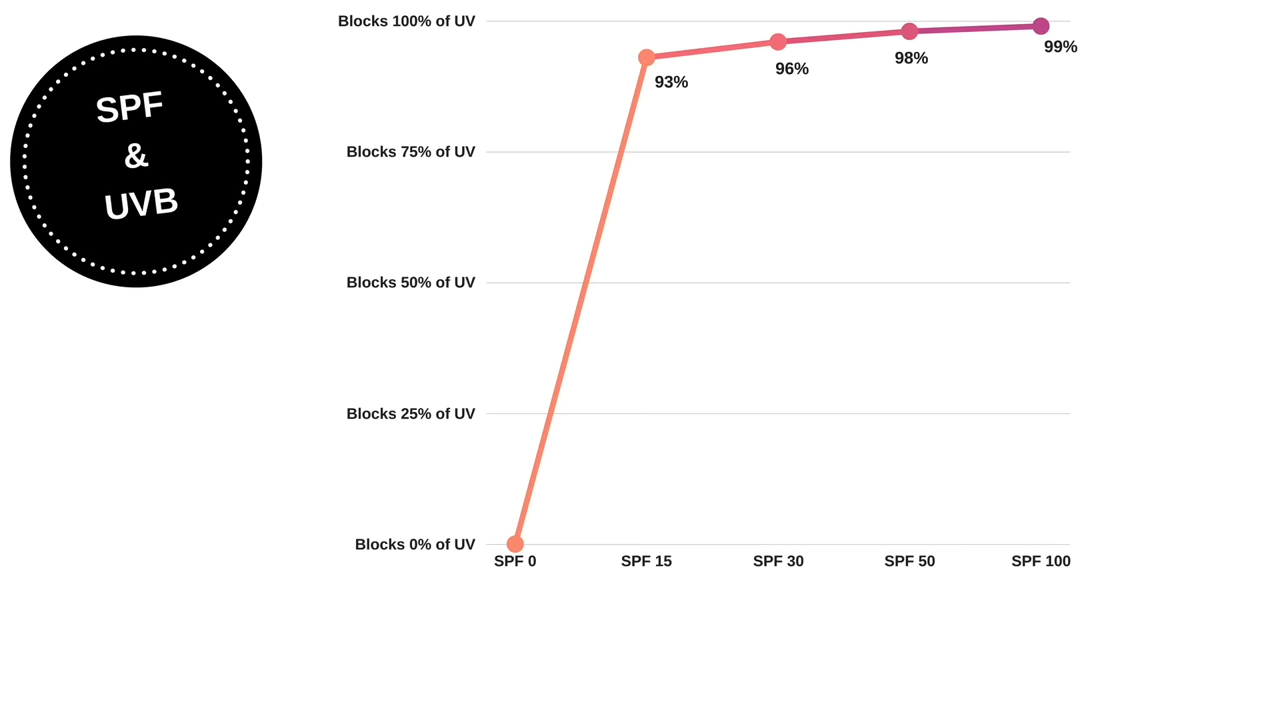 SPF
&
UVB
Blocks 100% of UV
Blocks 75% of UV
Blocks 50% of UV
Blocks 25% of UV
Blocks 0% of UV
93%
96%
98%
99%
SPF 0
SPF 15
SPF 30
SPF 50
SPF 100